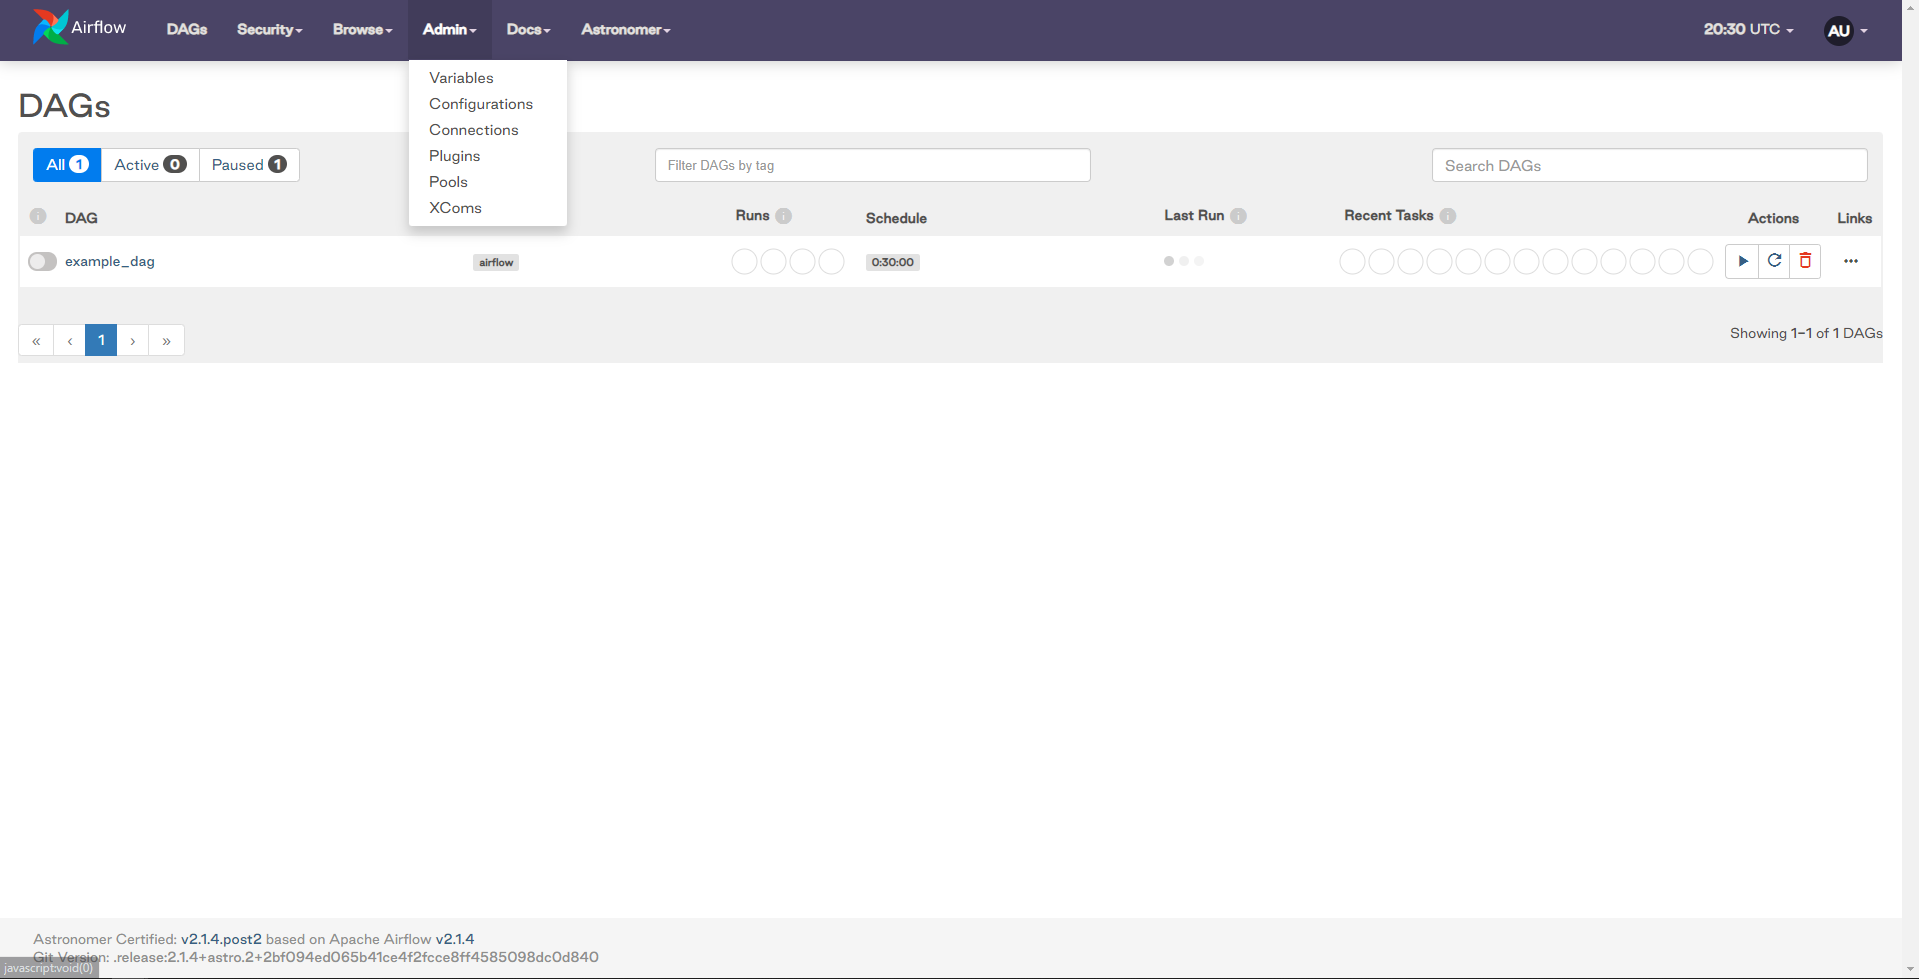 Airflow DAGs Security Browse Admin Docs Astronomer 20:30 UTC AU
Variables
Configurations
Connections
Plugins
Pools
XComs
DAGs
All 1 Active 0 Paused 1 Filter DAGs by tag Search DAGs
i DAG Runs i Schedule Last Run i Recent Tasks i Actions Links
example_dag airflow 0:30:00 ···
« ‹ 1 › » Showing 1-1 of 1 DAGs
Astronomer Certified: v2.1.4.post2 based on Apache Airflow v2.1.4
Git Version: .release:2.1.4+astro.2+2bf094ed065b41ce4f2fcce8ff4585098dc0d840
javascript:void(0)